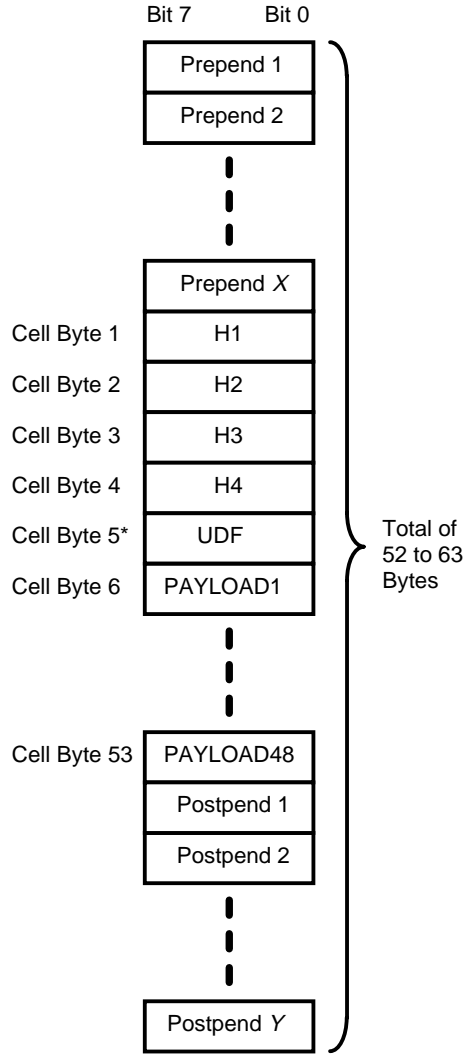 Bit 7 Bit 0
Prepend 1
Prepend 2
Prepend X
Cell Byte 1 H1
Cell Byte 2 H2
Cell Byte 3 H3
Cell Byte 4 H4
Cell Byte 5* UDF
Cell Byte 6 PAYLOAD1
Total of
52 to 63
Bytes
Cell Byte 53 PAYLOAD48
Postpend 1
Postpend 2
Postpend Y